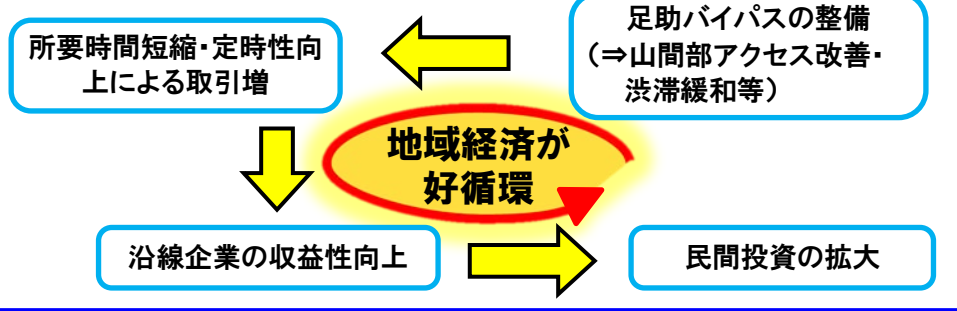 足助バイパスの整備
（⇒山間部アクセス改善・
渋滞緩和等）
所要時間短縮・定時性向
上による取引増
地域経済が
好循環
沿線企業の収益性向上
民間投資の拡大